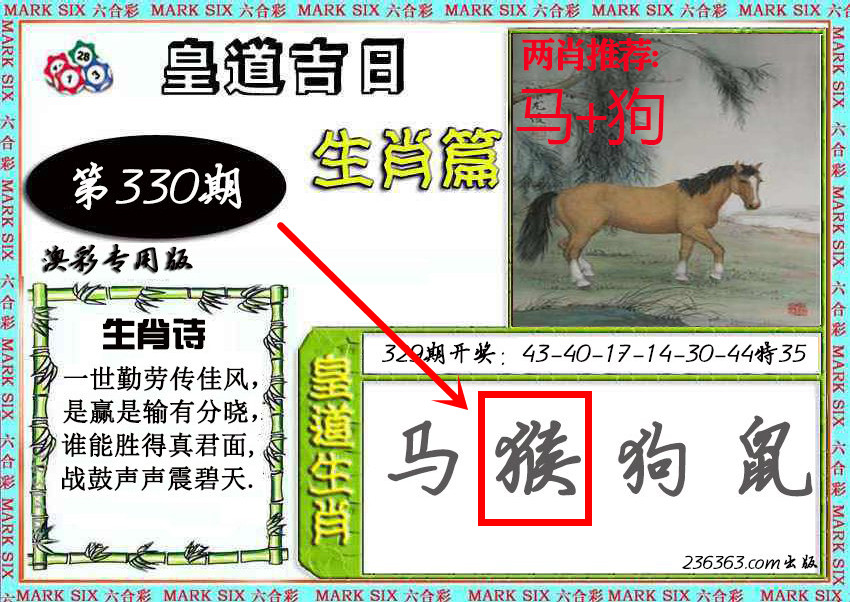 MARK SIX 六合彩 MARK SIX 六合彩 MARK SIX 六合彩 MARK SIX 六合彩 MARK SIX 六合彩 MARK SIX 六合彩
皇道吉日
28
1
3
生肖篇
第330期
澳彩专用版
两肖推荐:
马+狗
生肖诗
一世勤劳传佳风,
是赢是输有分晓,
谁能胜得真君面,
战鼓声声震碧天.
329期开奖：43-40-17-14-30-44特35
皇道生肖
马 猴 狗 鼠
236363.com出版
MARK SIX 六合彩 MARK SIX 六合彩 MARK SIX 六合彩 MARK SIX 六合彩 MARK SIX 六合彩